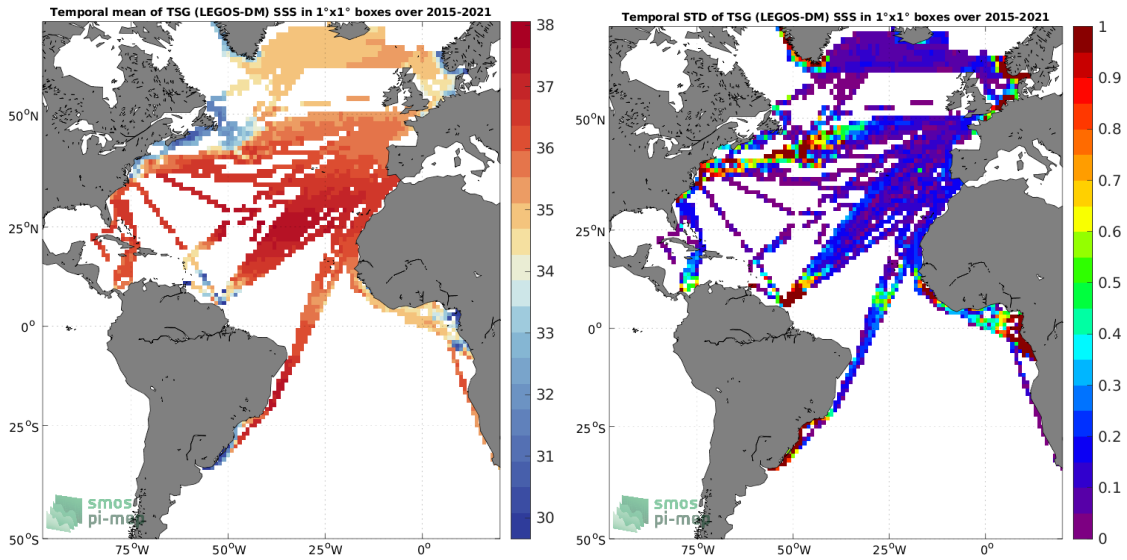 Temporal mean of TSG (LEGOS-DM) SSS in 1°x1° boxes over 2015-2021
38
37
36
35
34
33
32
31
30
50°N
25°N
0°
25°S
50°S
75°W
50°W
25°W
0°
smos
pi-mep
Temporal STD of TSG (LEGOS-DM) SSS in 1°x1° boxes over 2015-2021
1
0.9
0.8
0.7
0.6
0.5
0.4
0.3
0.2
0.1
0
50°N
25°N
0°
25°S
50°S
75°W
50°W
25°W
0°
smos
pi-mep